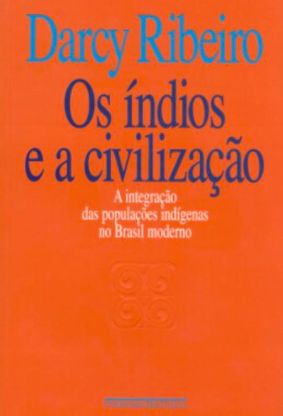 Darcy Ribeiro
Os índios
e a civilização
A integração
das populações indígenas
no Brasil moderno